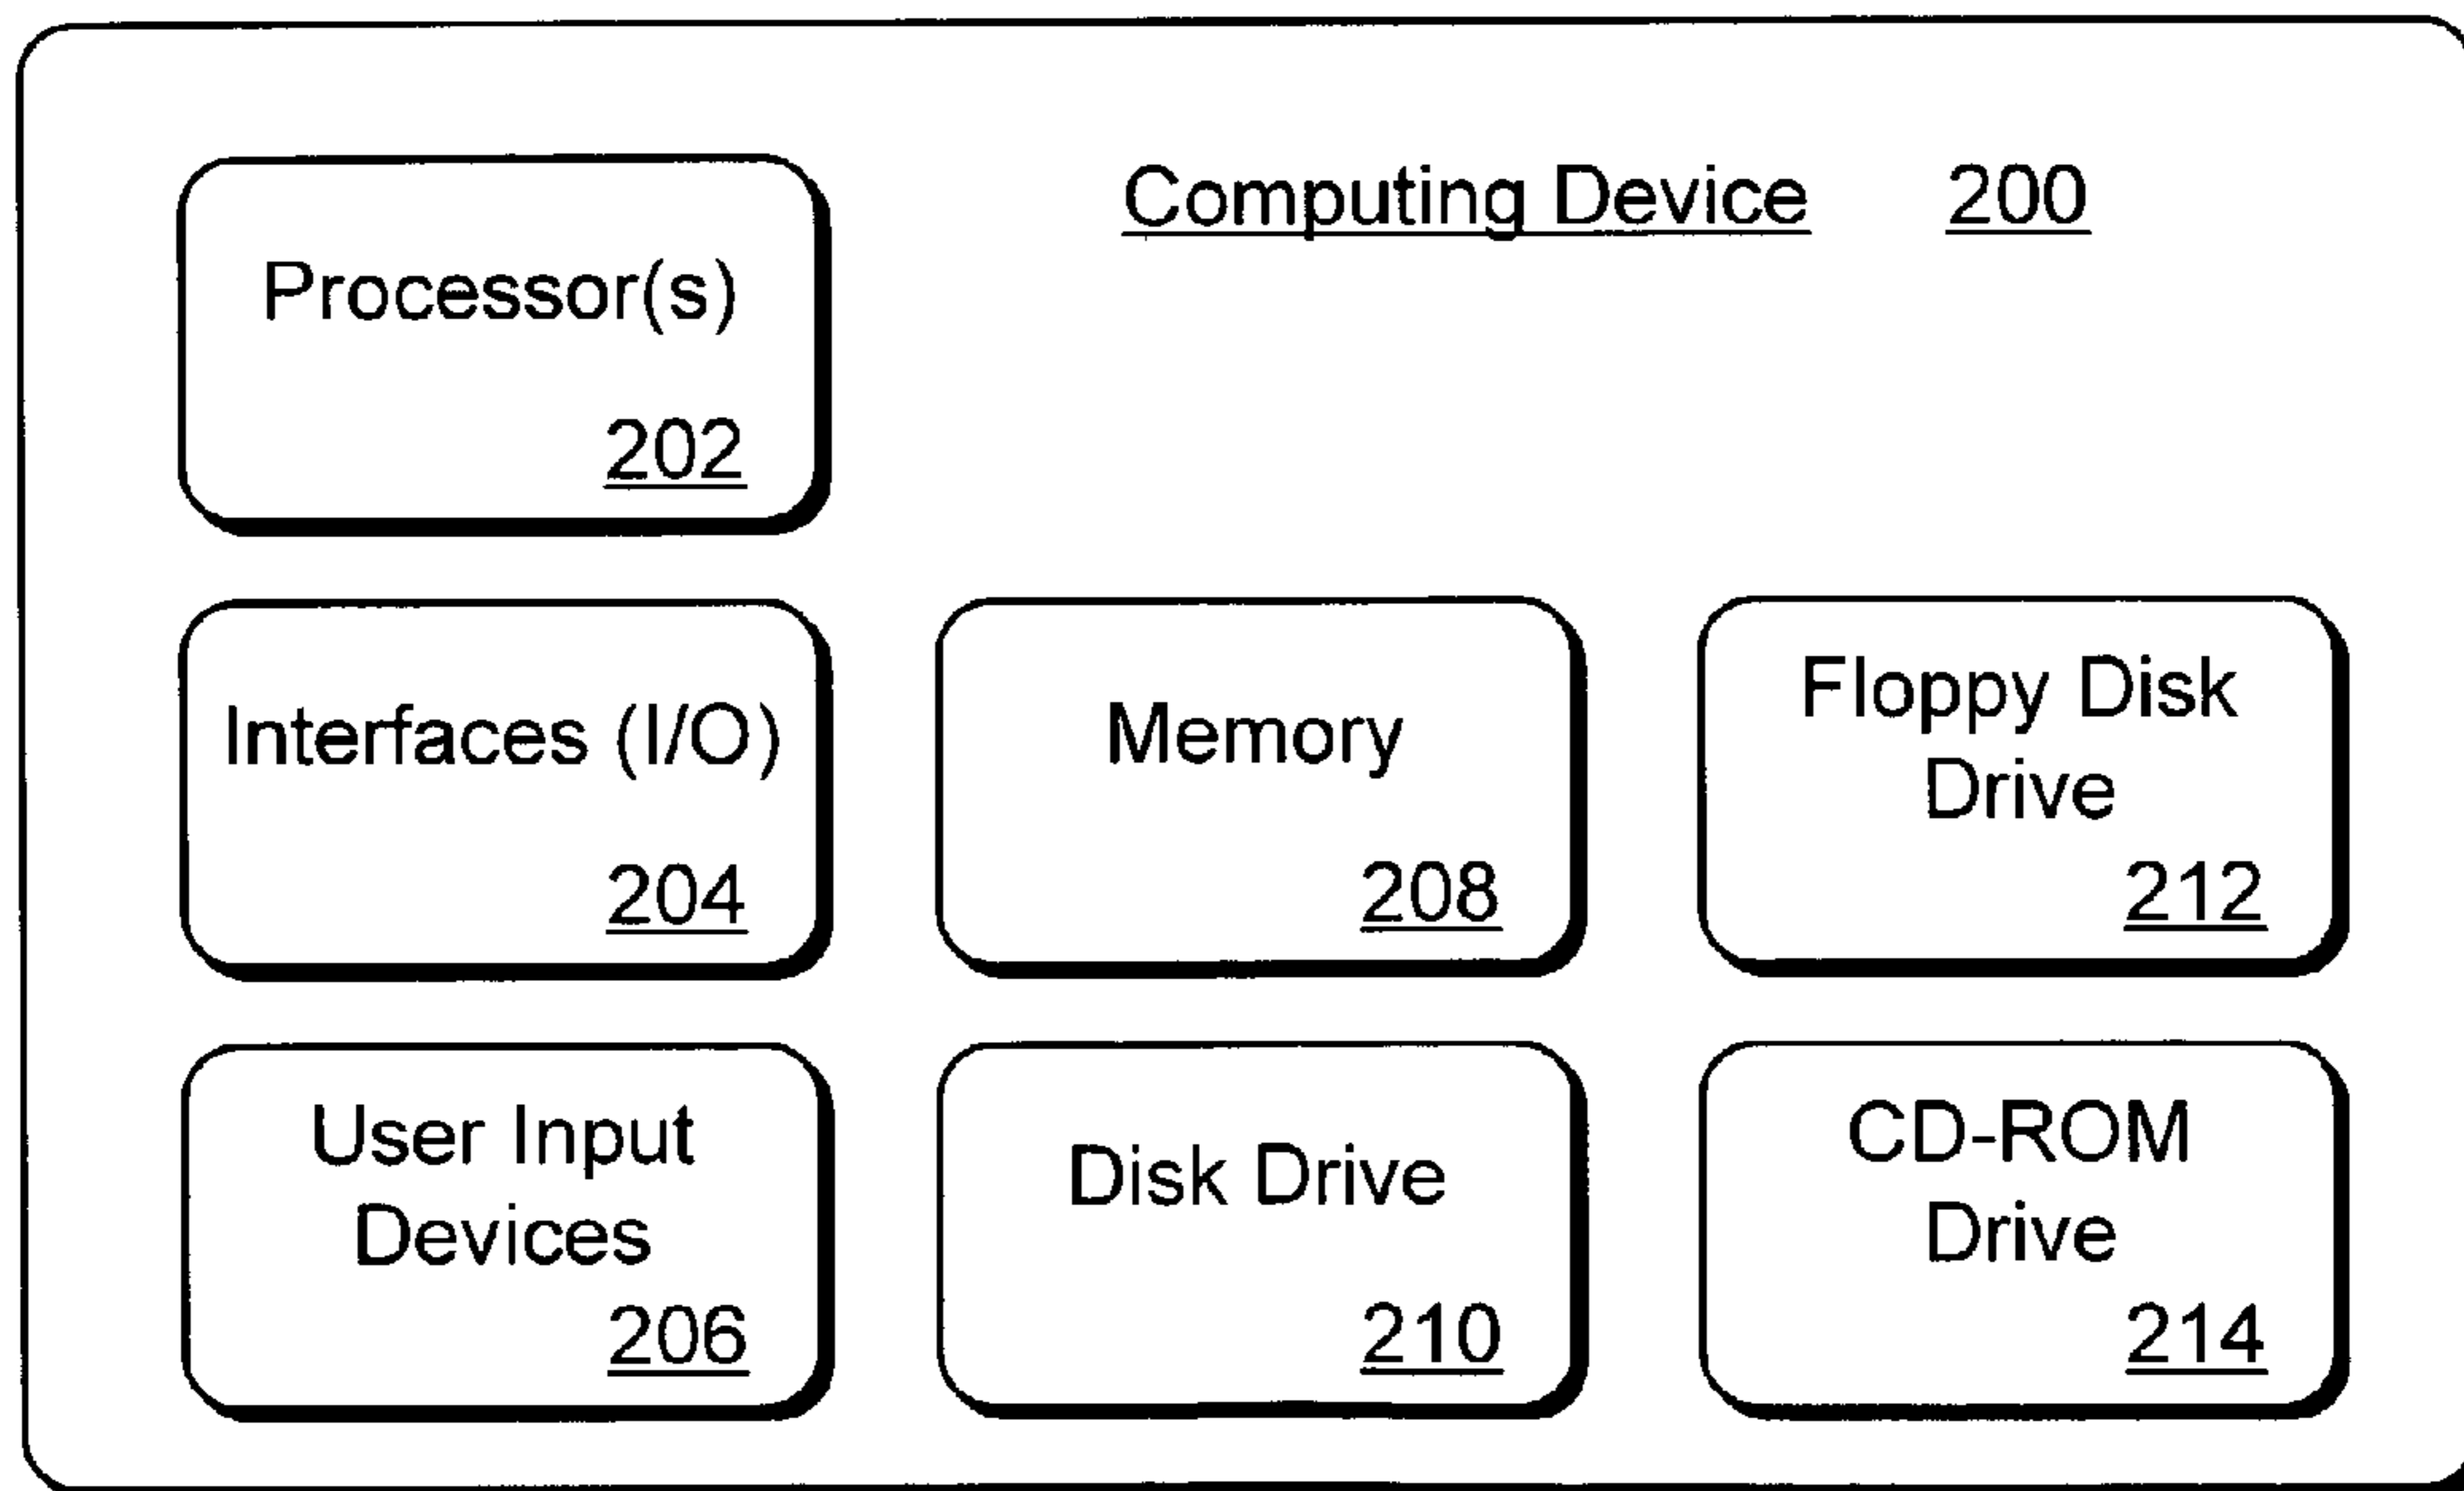 Computing Device 200
Processor(s)
202
Interfaces (I/O)
204
Memory
208
Floppy Disk
Drive
212
User Input
Devices
206
Disk Drive
210
CD-ROM
Drive
214